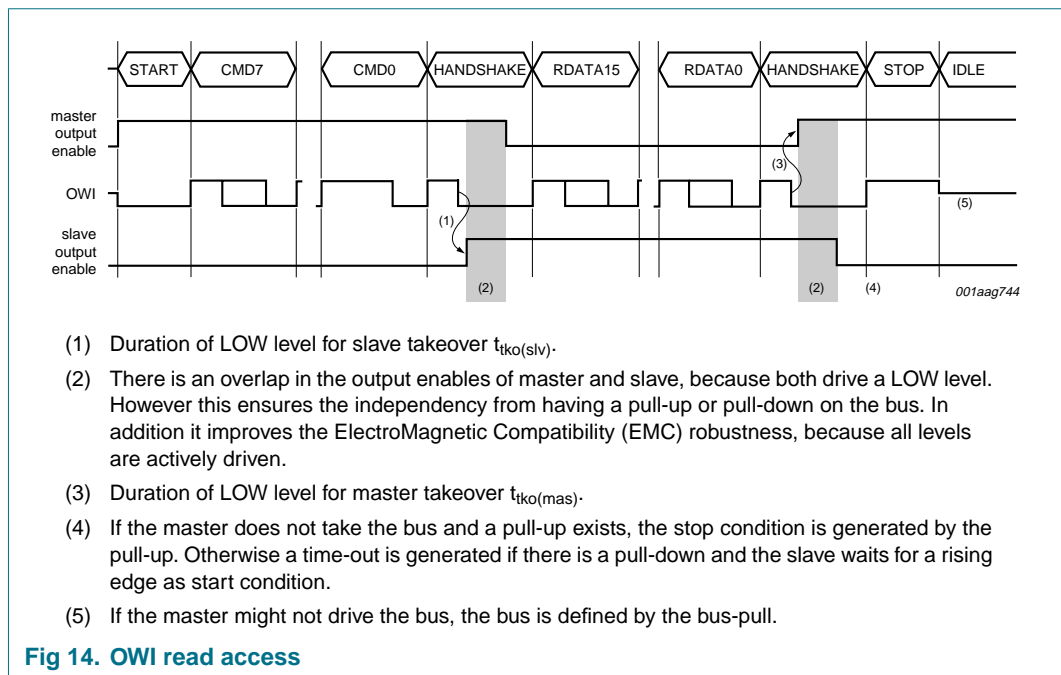 START CMD7 CMD0 HANDSHAKE RDATA15 RDATA0 HANDSHAKE STOP IDLE
master
output
enable
(3)
OWI
(5)
(1)
slave
output
enable
(2) (2) (4)
001aag744
(1) Duration of LOW level for slave takeover ttko(slv).
(2) There is an overlap in the output enables of master and slave, because both drive a LOW level.
However this ensures the independency from having a pull-up or pull-down on the bus. In
addition it improves the ElectroMagnetic Compatibility (EMC) robustness, because all levels
are actively driven.
(3) Duration of LOW level for master takeover ttko(mas).
(4) If the master does not take the bus and a pull-up exists, the stop condition is generated by the
pull-up. Otherwise a time-out is generated if there is a pull-down and the slave waits for a rising
edge as start condition.
(5) If the master might not drive the bus, the bus is defined by the bus-pull.
Fig 14. OWI read access